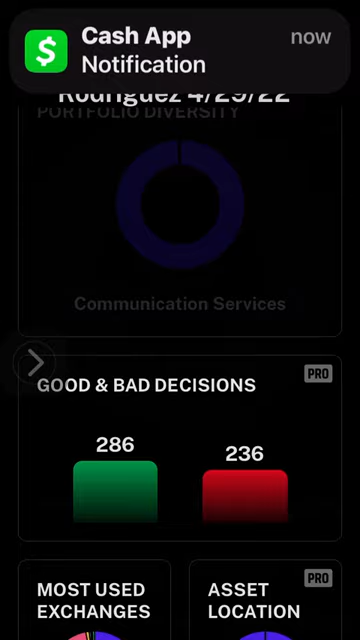 Cash App
now
Notification
Rodriguez 4/29/22
PORTFOLIO DIVERSITY
Communication Services
PRO
GOOD & BAD DECISIONS
286
236
MOST USED
EXCHANGES
PRO
ASSET
LOCATION